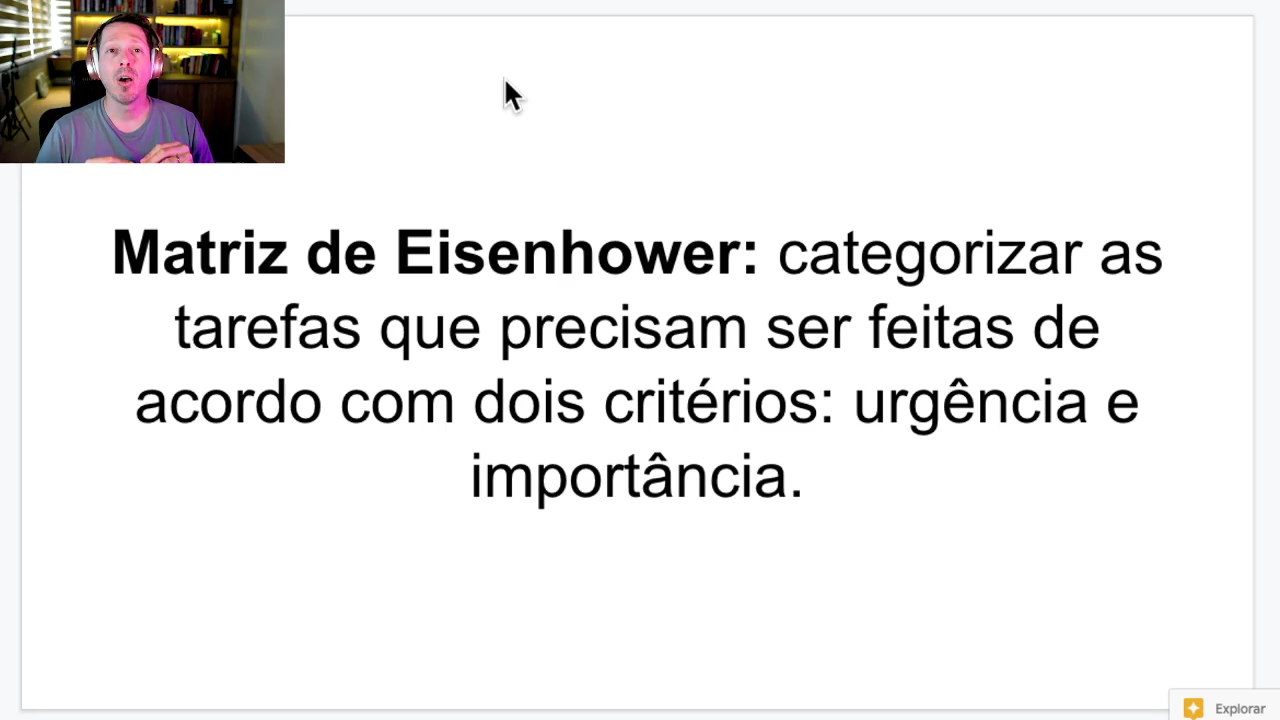 Matriz de Eisenhower: categorizar as
tarefas que precisam ser feitas de
acordo com dois critérios: urgência e
importância.
Explorar